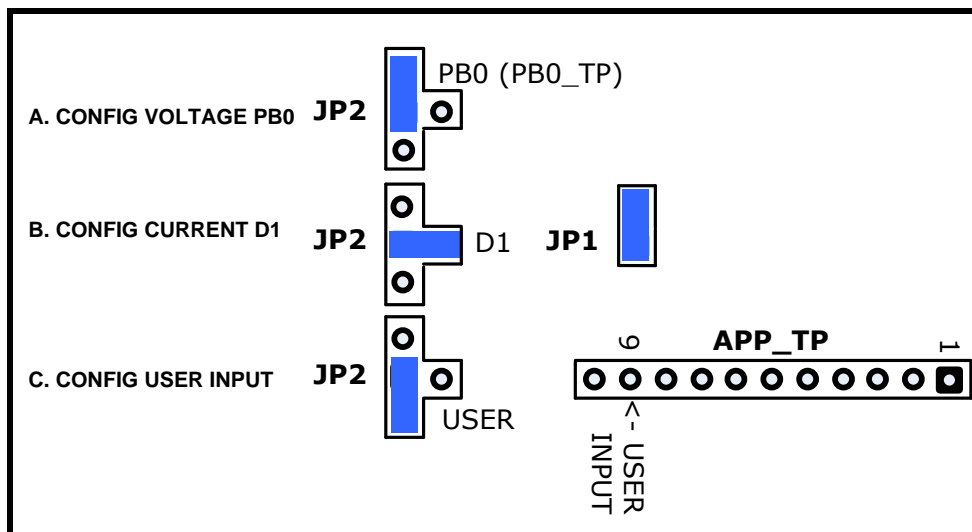 A. CONFIG VOLTAGE PB0
JP2
PB0 (PB0_TP)
B. CONFIG CURRENT D1
JP2
D1
JP1
C. CONFIG USER INPUT
JP2
USER
APP_TP
9
1
<- USER
INPUT